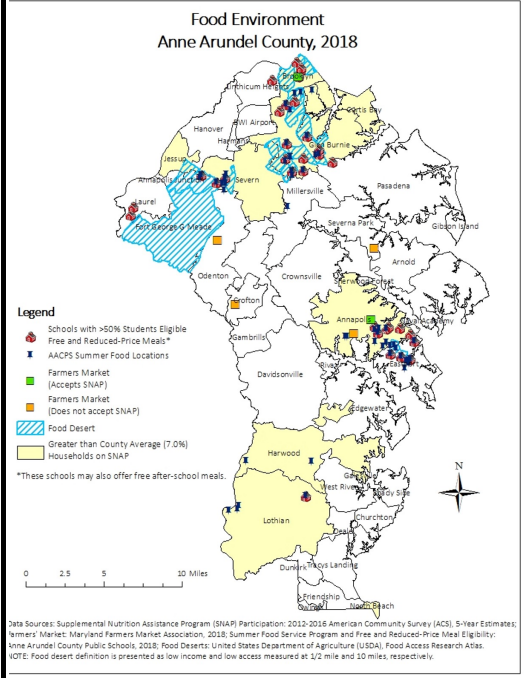 Food Environment
Anne Arundel County, 2018
Brooklyn
Linthicum Heights
Curtis Bay
BWI Airport
Hanover
Harmans
Glen Burnie
Jessup
Annapolis Junction
Severn
Millersville
Pasadena
Laurel
Fort George G Meade
Severna Park
Gibson Island
Arnold
Odenton
Crownsville
Sherwood Forest
Crofton
Annapolis
Naval Academy
Gambrills
Riva
Eastport
Davidsonville
Edgewater
Harwood
Galesville
West River
Shady Side
Lothian
Churchton
Deale
Dunkirk
Tracys Landing
Friendship
Owings
North Beach
Legend
Schools with >50% Students Eligible
Free and Reduced-Price Meals*
AACPS Summer Food Locations
Farmers Market
(Accepts SNAP)
Farmers Market
(Does not accept SNAP)
Food Desert
Greater than County Average (7.0%)
Households on SNAP
*These schools may also offer free after-school meals.
N
0 2.5 5 10 Miles
Data Sources: Supplemental Nutrition Assistance Program (SNAP) Participation: 2012-2016 American Community Survey (ACS), 5-Year Estimates;
Farmers' Market: Maryland Farmers Market Association, 2018; Summer Food Service Program and Free and Reduced-Price Meal Eligibility:
Anne Arundel County Public Schools, 2018; Food Deserts: United States Department of Agriculture (USDA), Food Access Research Atlas.
NOTE: Food desert definition is presented as low income and low access measured at 1/2 mile and 10 miles, respectively.